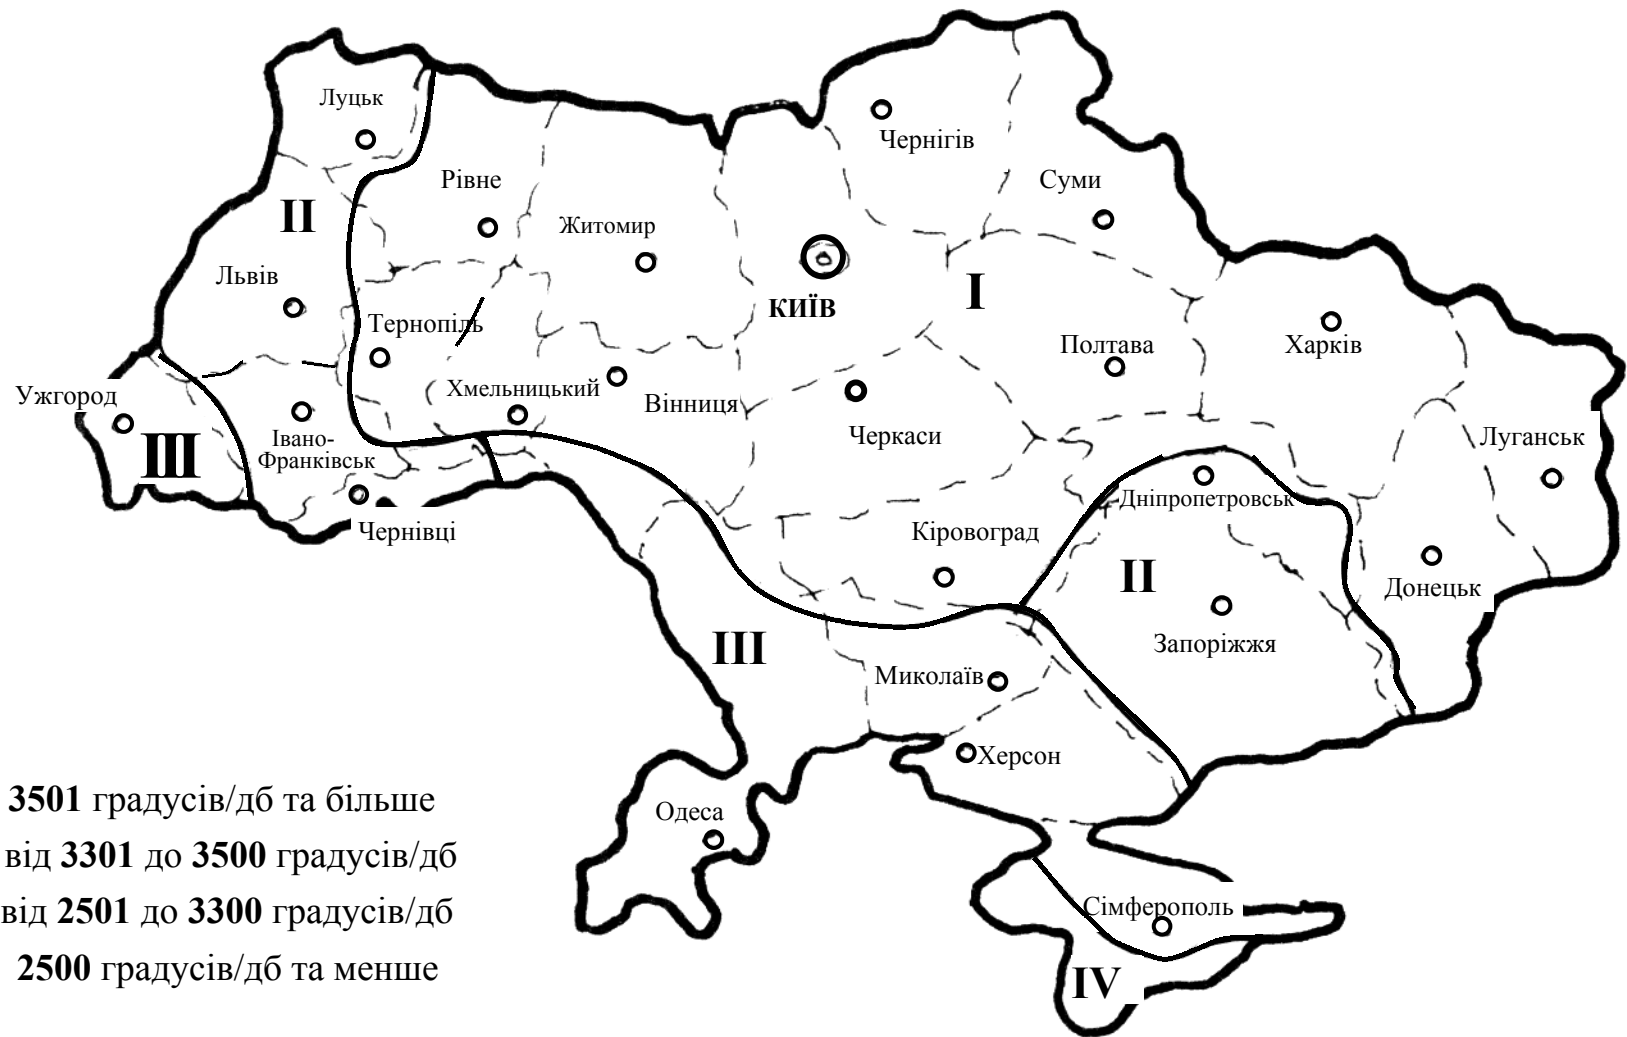 Луцьк
Чернігів
Рівне
Суми
II
Житомир
Львів
I
КИЇВ
Тернопіль
Полтава
Харків
Ужгород
Хмельницький
Вінниця
III
Івано-
Франківськ
Черкаси
Луганськ
Дніпропетровськ
Чернівці
Кіровоград
II
Донецьк
III
Запоріжжя
Миколаїв
Херсон
3501 градусів/дб та більше
Одеса
від 3301 до 3500 градусів/дб
від 2501 до 3300 градусів/дб
Сімферополь
2500 градусів/дб та менше
IV